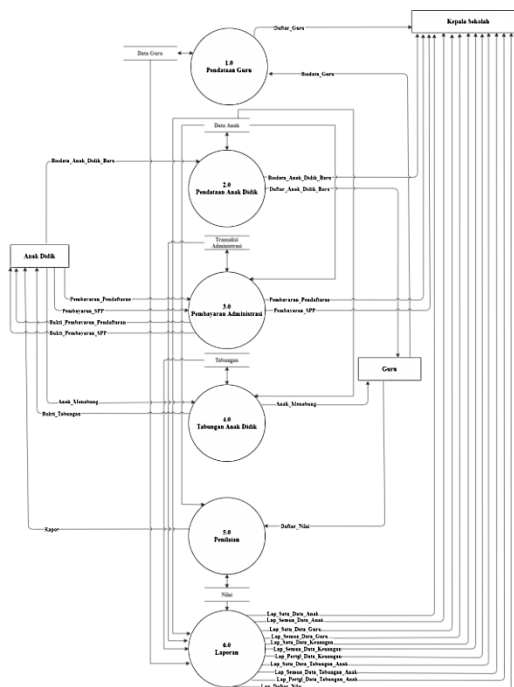 Kepala Sekolah
Daftar_Guru
Data Guru
1.0
Pendataan Guru
Biodata_Guru
Data Anak
Biodata_Anak_Didik_Baru
2.0
Pendataan Anak Didik
Biodata_Anak_Didik_Baru
Daftar_Anak_Didik_Baru
Transaksi
Administrasi
Anak Didik
3.0
Pembayaran Administrasi
Pembayaran_Pendaftaran
Pembayaran_SPP
Bukti_Pembayaran_Pendaftaran
Bukti_Pembayaran_SPP
Pembayaran_Pendaftaran
Pembayaran_SPP
Tabungan
Guru
Anak_Menabung
Bukti_Tabungan
4.0
Tabungan Anak Didik
Anak_Menabung
5.0
Penilaian
Rapor
Daftar_Nilai
Nilai
6.0
Laporan
Lap_Satu_Data_Anak
Lap_Semua_Data_Anak
Lap_Satu_Data_Guru
Lap_Semua_Data_Guru
Lap_Satu_Data_Keuangan
Lap_Semua_Data_Keuangan
Lap_Pertgl_Data_Keuangan
Lap_Satu_Data_Tabungan_Anak
Lap_Semua_Data_Tabungan_Anak
Lap_Pertgl_Data_Tabungan_Anak
Lap_Daftar_Nilai